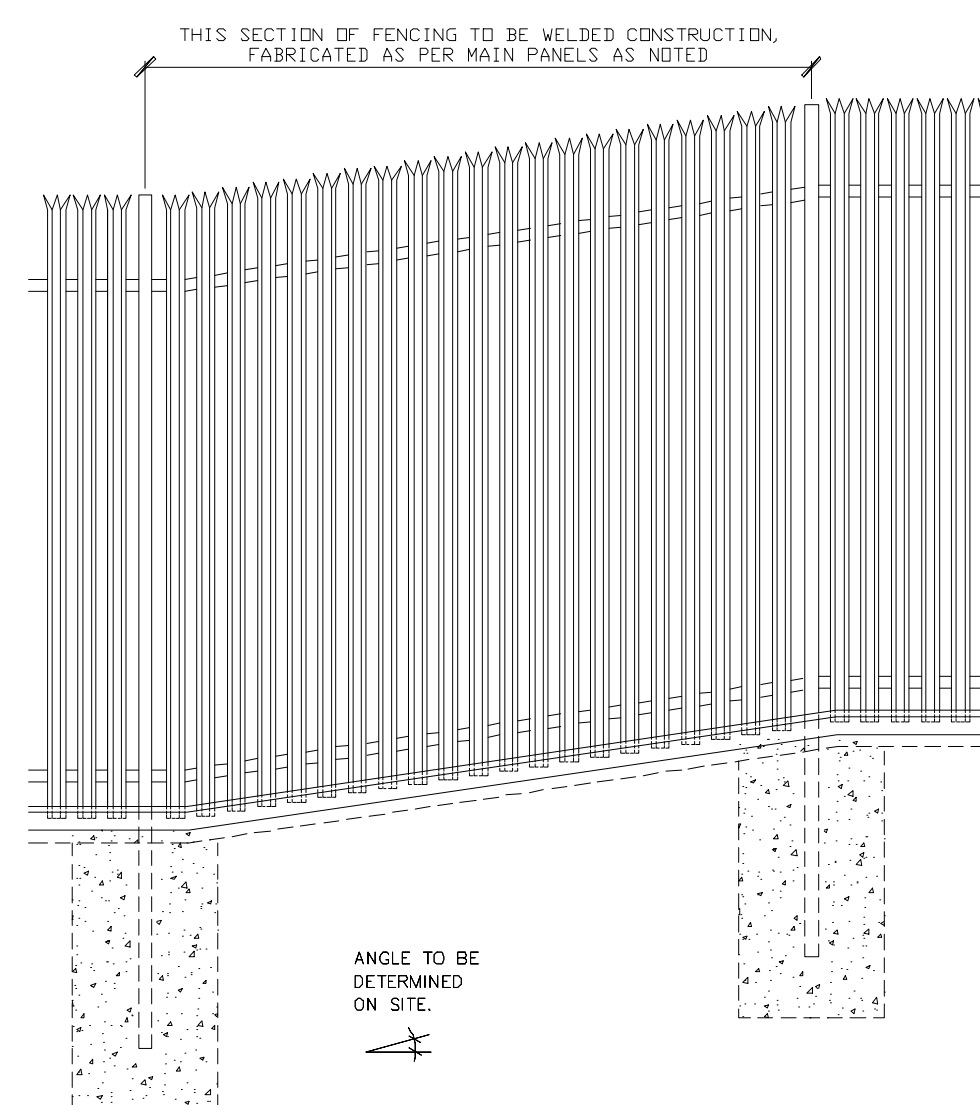 THIS SECTION OF FENCING TO BE WELDED CONSTRUCTION,
FABRICATED AS PER MAIN PANELS AS NOTED
ANGLE TO BE
DETERMINED
ON SITE.